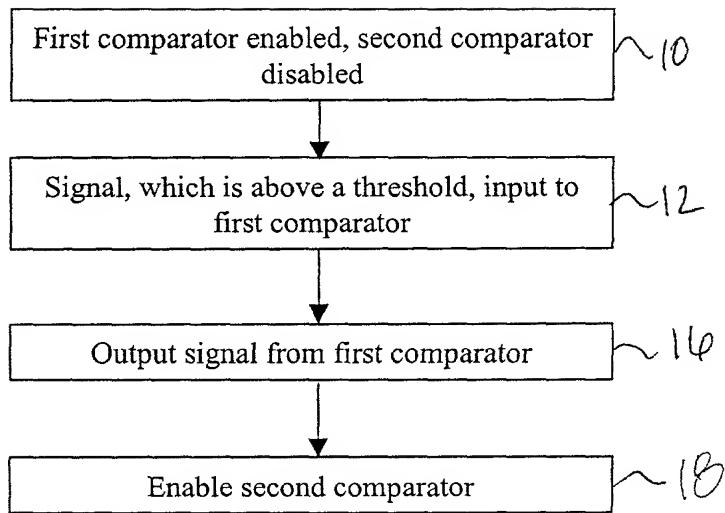 First comparator enabled, second comparator
disabled
10
Signal, which is above a threshold, input to
first comparator
12
Output signal from first comparator
16
Enable second comparator
18